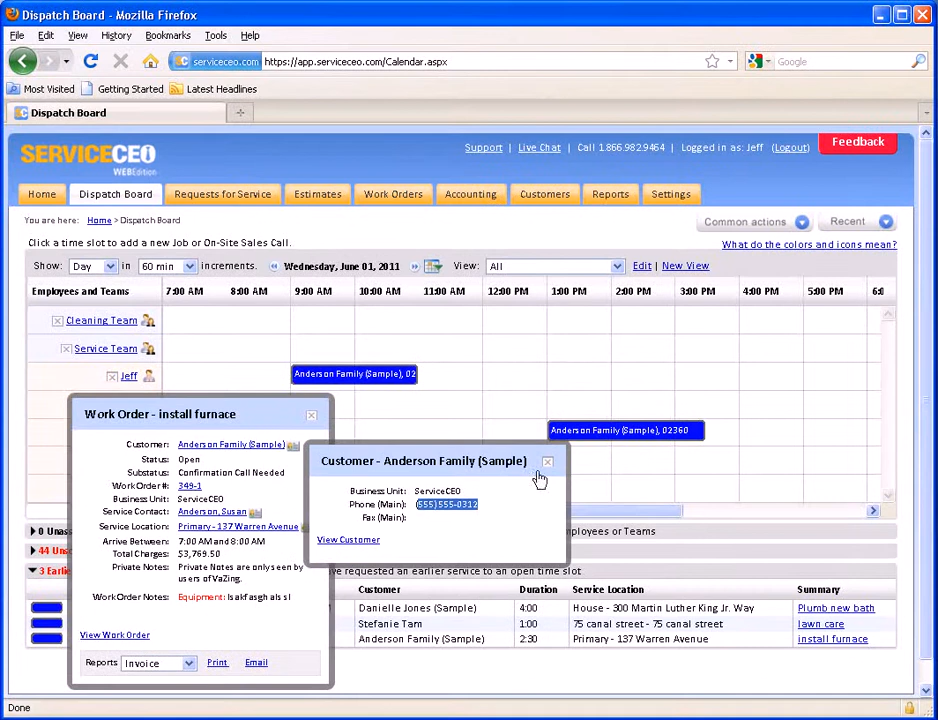 Dispatch Board - Mozilla Firefox
File Edit View History Bookmarks Tools Help
serviceceo.com https://app.serviceceo.com/Calendar.aspx Google
Most Visited Getting Started Latest Headlines
Dispatch Board
SERVICECEO
WEBEdition
Support | Live Chat | Call 1.866.982.9464 | Logged in as: Jeff (Logout) Feedback
Home Dispatch Board Requests for Service Estimates Work Orders Accounting Customers Reports Settings
You are here: Home > Dispatch Board Common actions Recent
Click a time slot to add a new Job or On-Site Sales Call. What do the colors and icons mean?
Show: Day in 60 min increments. Wednesday, June 01, 2011 View: All Edit | New View
Employees and Teams 7:00 AM 8:00 AM 9:00 AM 10:00 AM 11:00 AM 12:00 PM 1:00 PM 2:00 PM 3:00 PM 4:00 PM 5:00 PM
Cleaning Team
Service Team
Jeff Anderson Family (Sample), 02
Anderson Family (Sample), 02360
Work Order - install furnace
Customer: Anderson Family (Sample)
Status: Open
Substatus: Confirmation Call Needed
Work Order#: 349-1
Business Unit: ServiceCEO
Service Contact: Anderson, Susan
Service Location: Primary - 137 Warren Avenue
Arrive Between: 7:00 AM and 8:00 AM
Total Charges: $3,769.50
Private Notes: Private Notes are only seen by
users of VaZing.
Work Order Notes: Equipment: lsakfasgh als sl
View Work Order
Reports Invoice Print Email
Customer - Anderson Family (Sample)
Business Unit: ServiceCEO
Phone (Main): (555)555-0312
Fax (Main):
View Customer
0 Unas mployees or Teams
44 Uns
3 Earlie ave requested an earlier service to an open time slot
Customer Duration Service Location Summary
Danielle Jones (Sample) 4:00 House - 300 Martin Luther King Jr. Way Plumb new bath
Stefanie Tam 1:00 75 canal street - 75 canal street lawn care
Anderson Family (Sample) 2:30 Primary - 137 Warren Avenue install furnace
Done